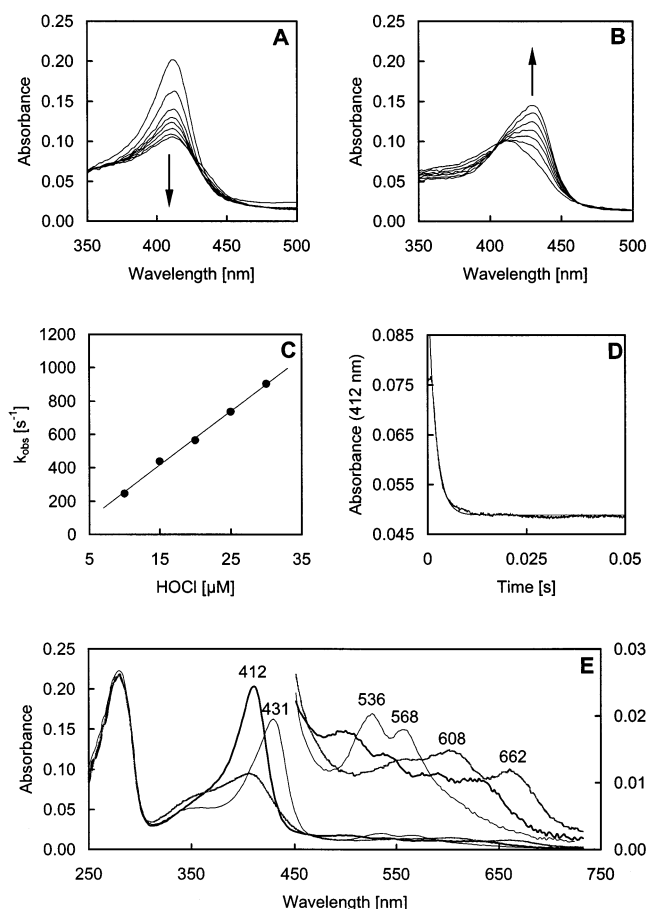 A
0.25
0.20
0.15
0.10
0.05
0.00
Absorbance
350 400 450 500
Wavelength [nm]
B
0.25
0.20
0.15
0.10
0.05
0.00
Absorbance
350 400 450 500
Wavelength [nm]
C
1200
1000
800
600
400
200
0
kobs [s-1]
5 15 25 35
HOCl [µM]
D
0.085
0.075
0.065
0.055
0.045
Absorbance (412 nm)
0 0.025 0.05
Time [s]
E
0.25
0.20
0.15
0.10
0.05
0.00
Absorbance
412
431
536
568
608
662
0.03
0.02
0.01
0.00
250 350 450 550 650 750
Wavelength [nm]